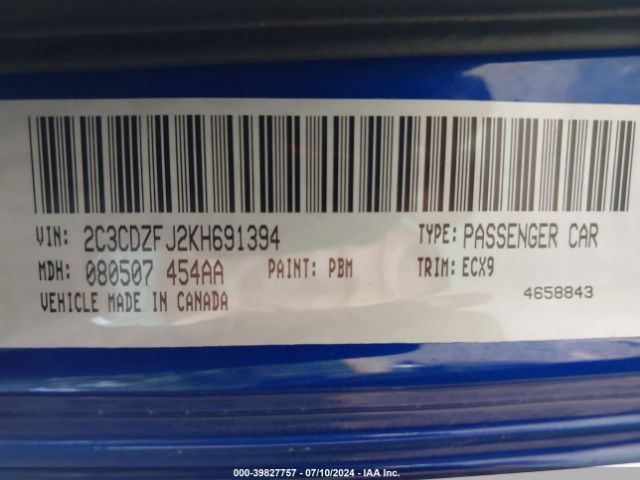 VIN: 2C3CDZFJ2KH691394 TYPE: PASSENGER CAR
MDH: 080507 454AA PAINT: PBM TRIM: ECX9
VEHICLE MADE IN CANADA 4658843
000-39827757 - 07/10/2024 - IAA Inc.